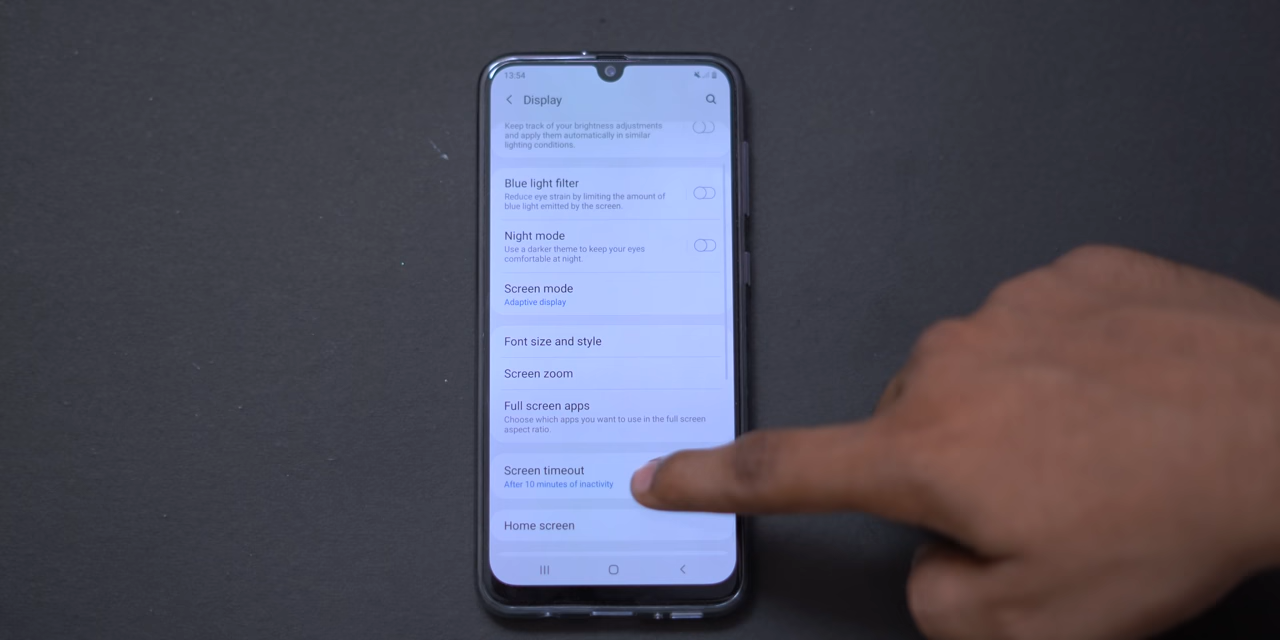 13:54
Display
Keep track of your brightness adjustments
and apply them automatically in similar
lighting conditions.
Blue light filter
Reduce eye strain by limiting the amount of
blue light emitted by the screen.
Night mode
Use a darker theme to keep your eyes
comfortable at night.
Screen mode
Adaptive display
Font size and style
Screen zoom
Full screen apps
Choose which apps you want to use in the full screen
aspect ratio.
Screen timeout
After 10 minutes of inactivity
Home screen